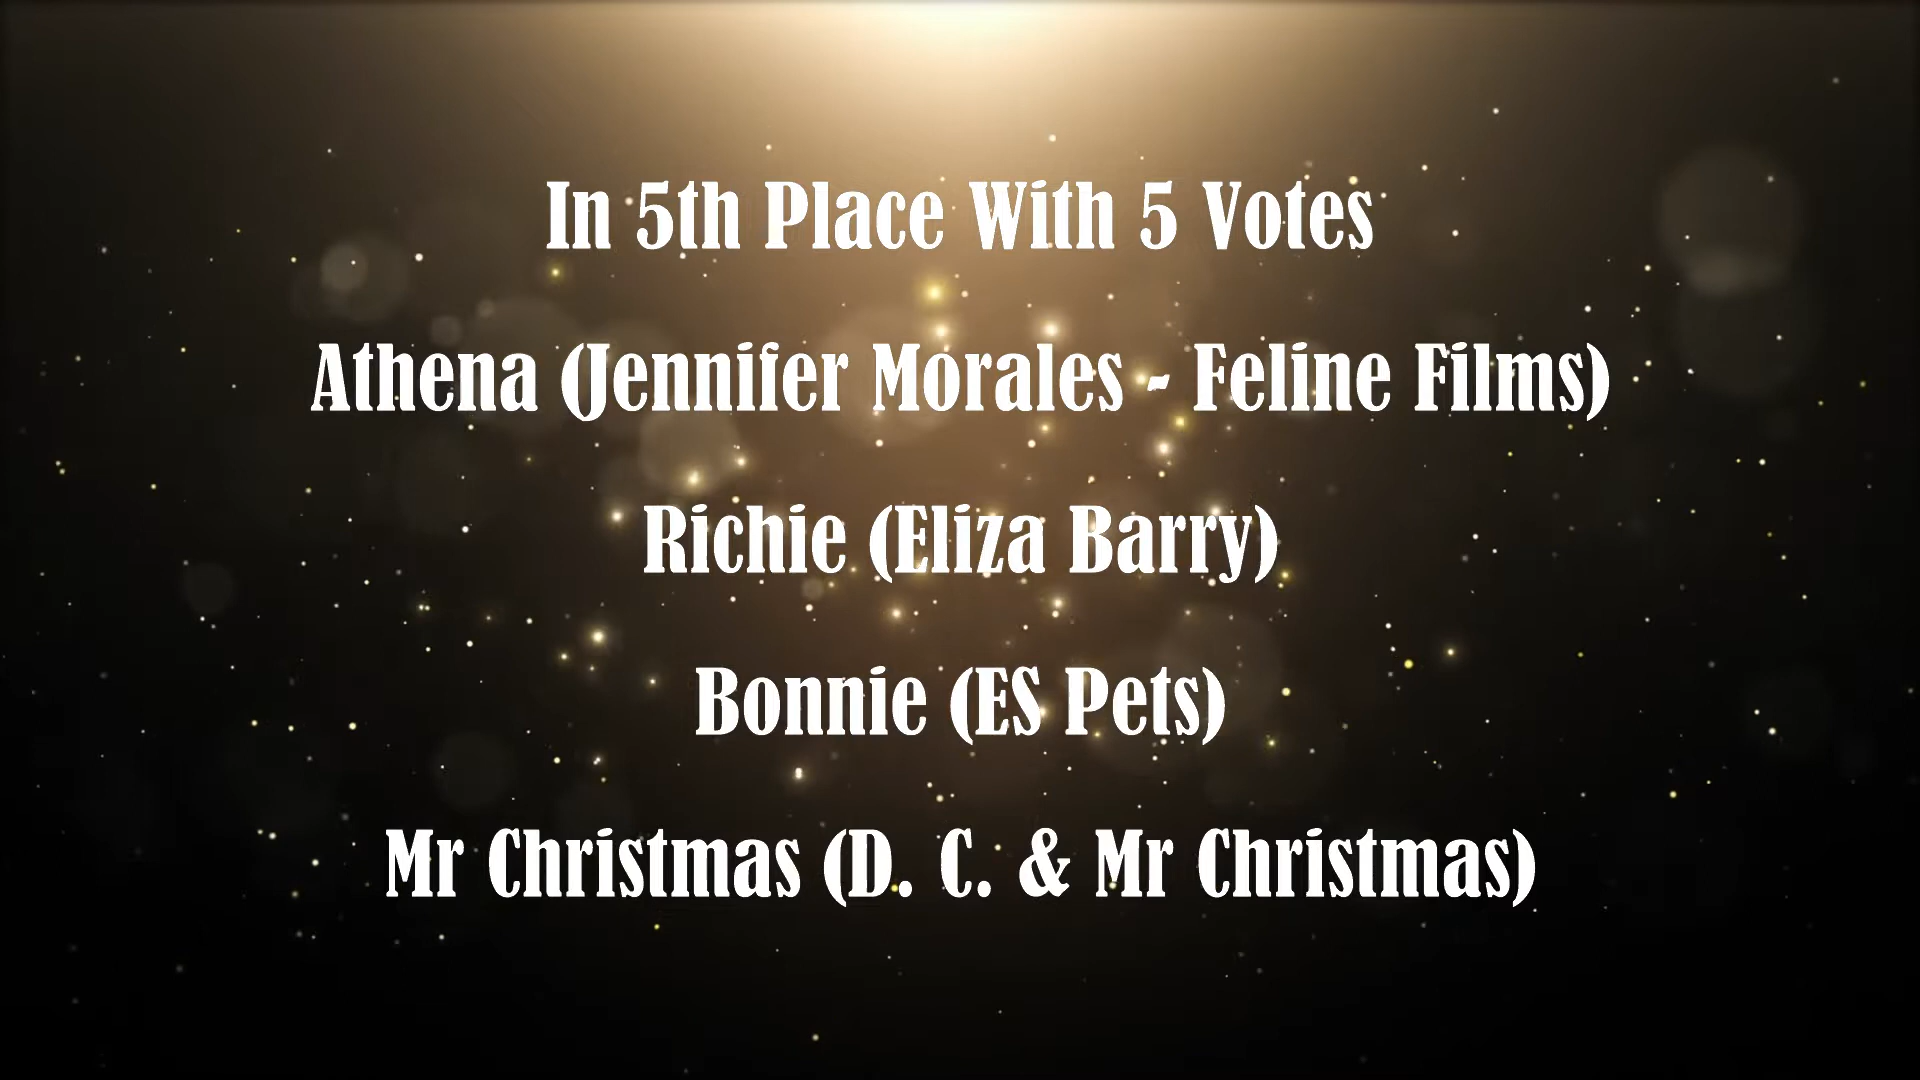 In 5th Place With 5 Votes
Athena (Jennifer Morales - Feline Films)
Richie (Eliza Barry)
Bonnie (ES Pets)
Mr Christmas (D. C. & Mr Christmas)